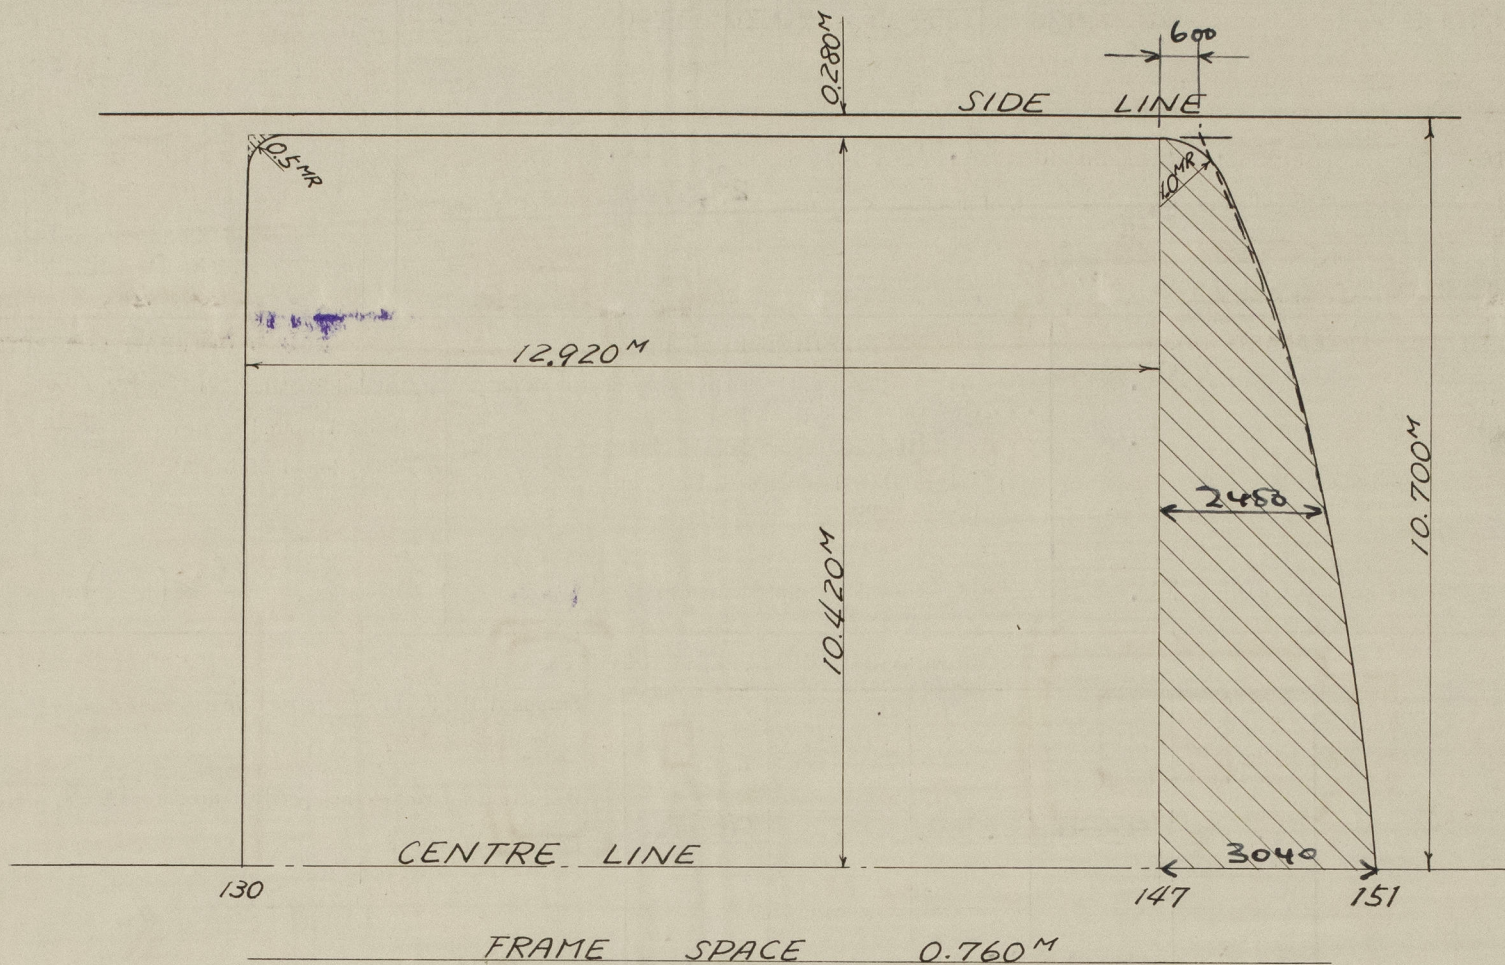 0.280M
600
SIDE LINE
0.5MR
1.0MR
12.920M
10.420M
2450
10.700M
CENTRE LINE
3040
130
147
151
FRAME SPACE 0.760M